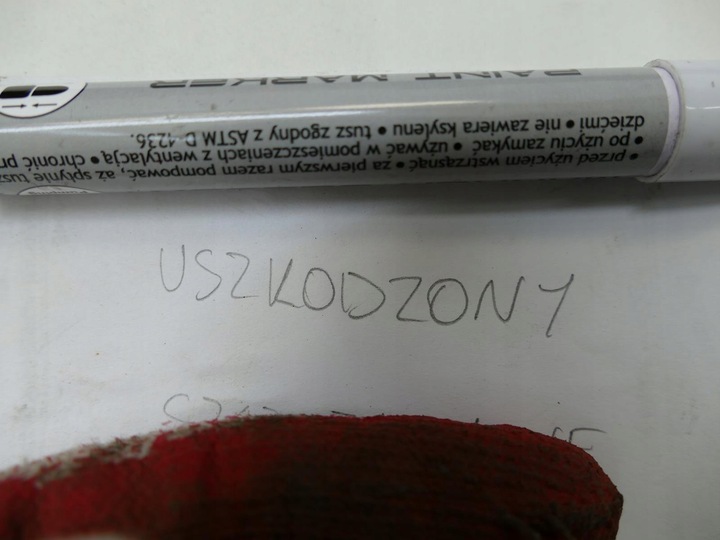 PAINT MARKER
• przed użyciem wstrząsnąć • za pierwszym razem pompować, aż spłynie tusz
• po użyciu zamykać • używać w pomieszczeniach z wentylacją • chronić
dziećmi • nie zawiera ksylenu • tusz zgodny z ASTM D-4236.
USZKODZONY